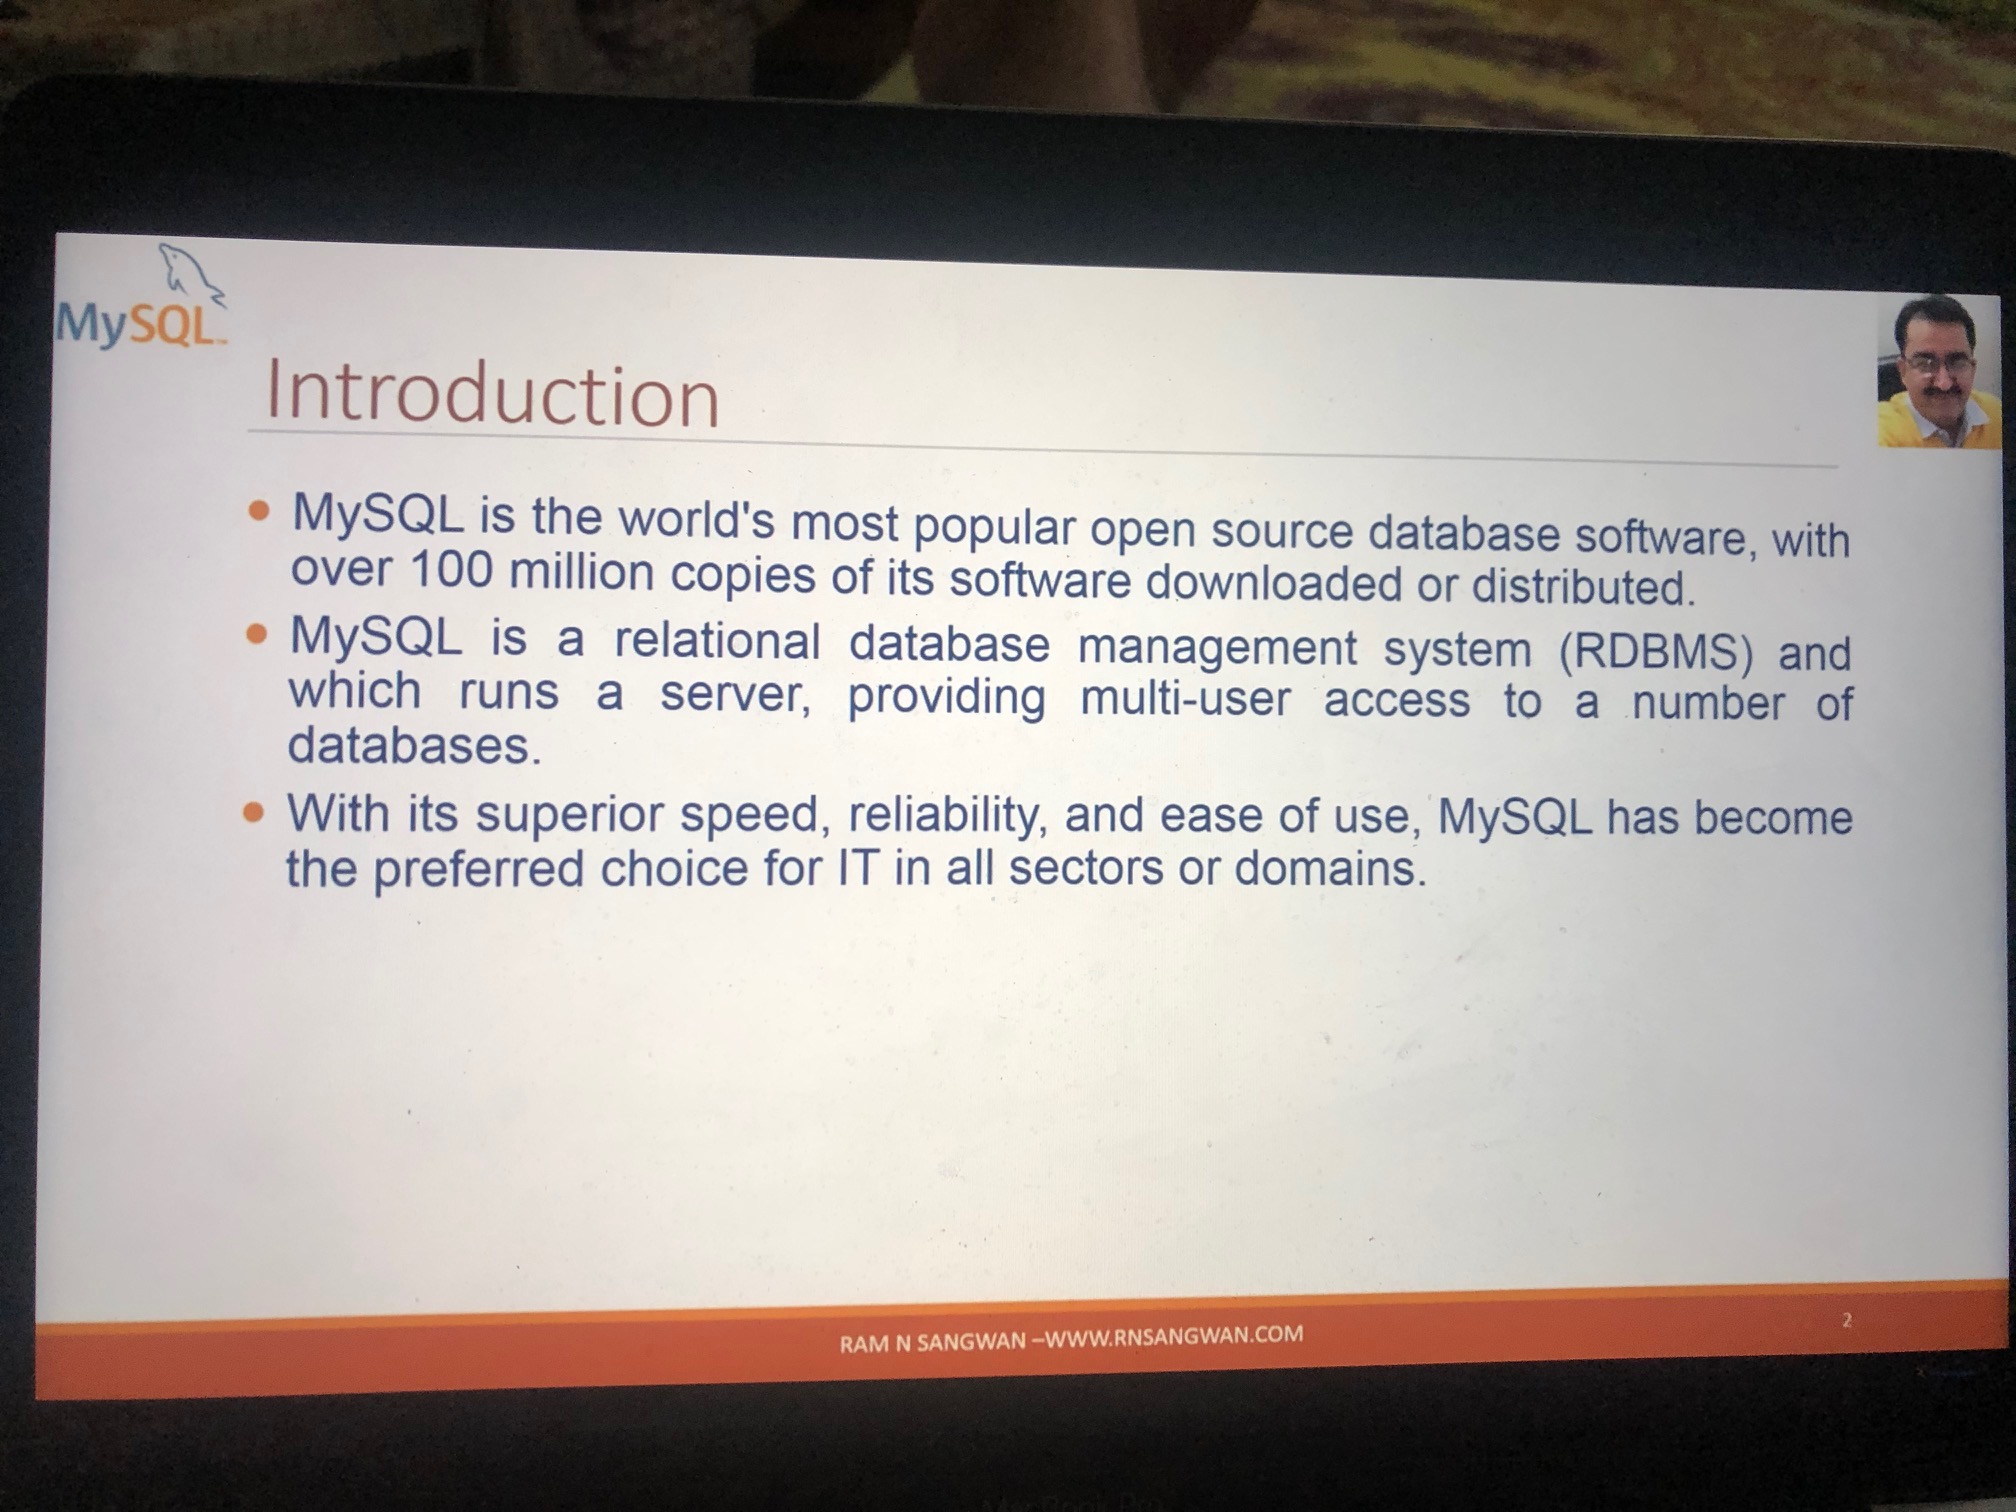 MySQL
Introduction
• MySQL is the world's most popular open source database software, with
over 100 million copies of its software downloaded or distributed.
• MySQL is a relational database management system (RDBMS) and
which runs a server, providing multi-user access to a number of
databases.
• With its superior speed, reliability, and ease of use, MySQL has become
the preferred choice for IT in all sectors or domains.
RAM N SANGWAN –WWW.RNSANGWAN.COM
2
MacBook Pro